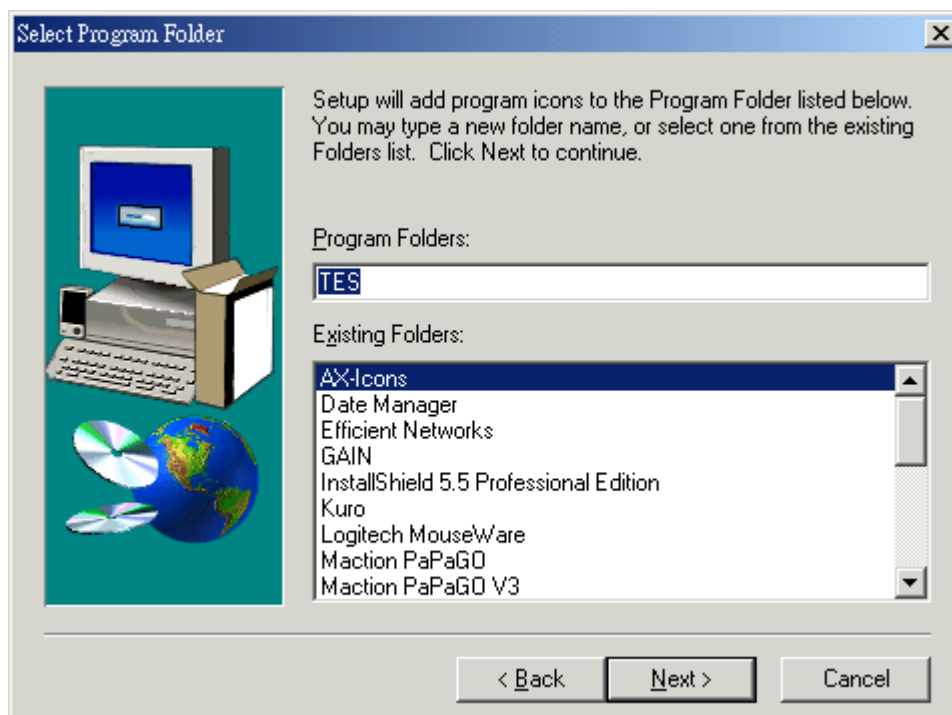 Select Program Folder
Setup will add program icons to the Program Folder listed below.
You may type a new folder name, or select one from the existing
Folders list.  Click Next to continue.
Program Folders:
TES
Existing Folders:
AX-Icons
Date Manager
Efficient Networks
GAIN
InstallShield 5.5 Professional Edition
Kuro
Logitech MouseWare
Maction PaPaGO
Maction PaPaGO V3
< Back
Next >
Cancel